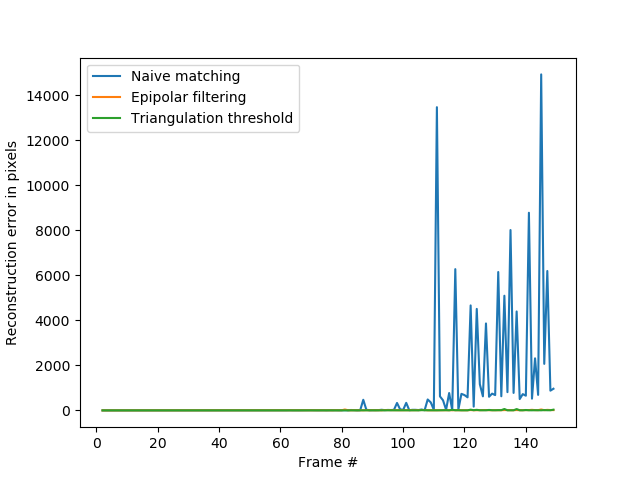 Naive matching
Epipolar filtering
Triangulation threshold
Reconstruction error in pixels
14000
12000
10000
8000
6000
4000
2000
0
0 20 40 60 80 100 120 140
Frame #